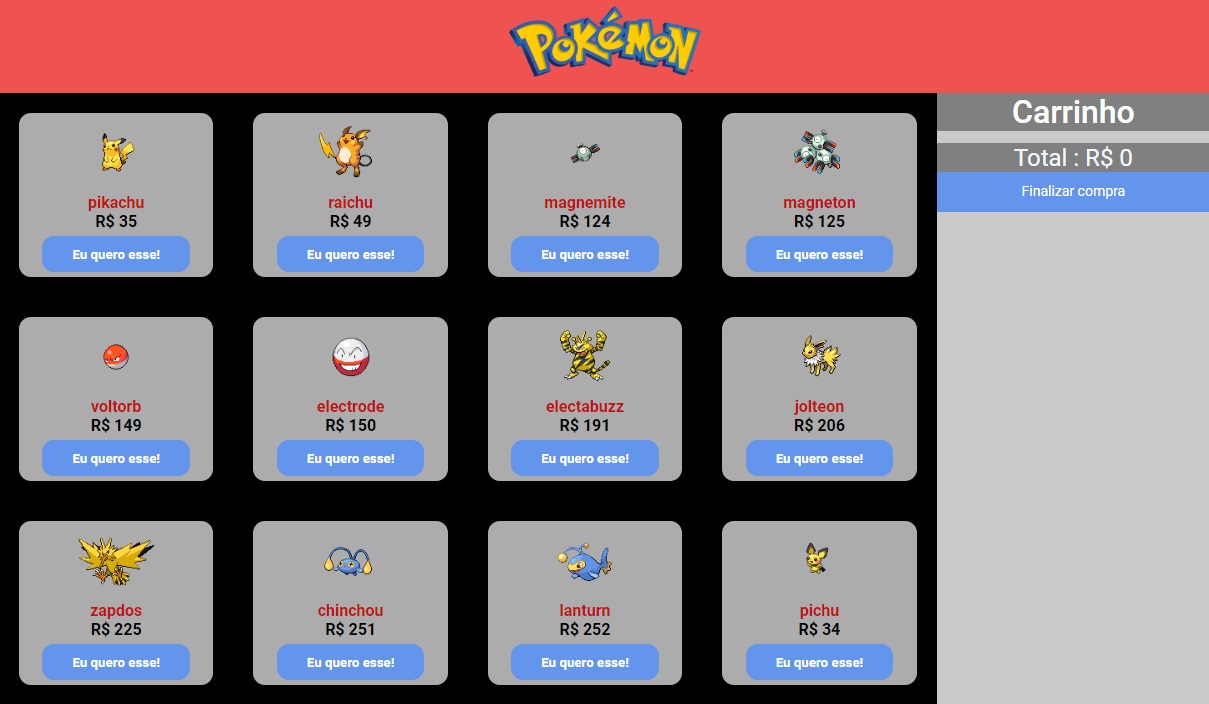 POKéMON
Carrinho
Total : R$ 0
Finalizar compra
pikachu
R$ 35
Eu quero esse!
raichu
R$ 49
Eu quero esse!
magnemite
R$ 124
Eu quero esse!
magneton
R$ 125
Eu quero esse!
voltorb
R$ 149
Eu quero esse!
electrode
R$ 150
Eu quero esse!
electabuzz
R$ 191
Eu quero esse!
jolteon
R$ 206
Eu quero esse!
zapdos
R$ 225
Eu quero esse!
chinchou
R$ 251
Eu quero esse!
lanturn
R$ 252
Eu quero esse!
pichu
R$ 34
Eu quero esse!